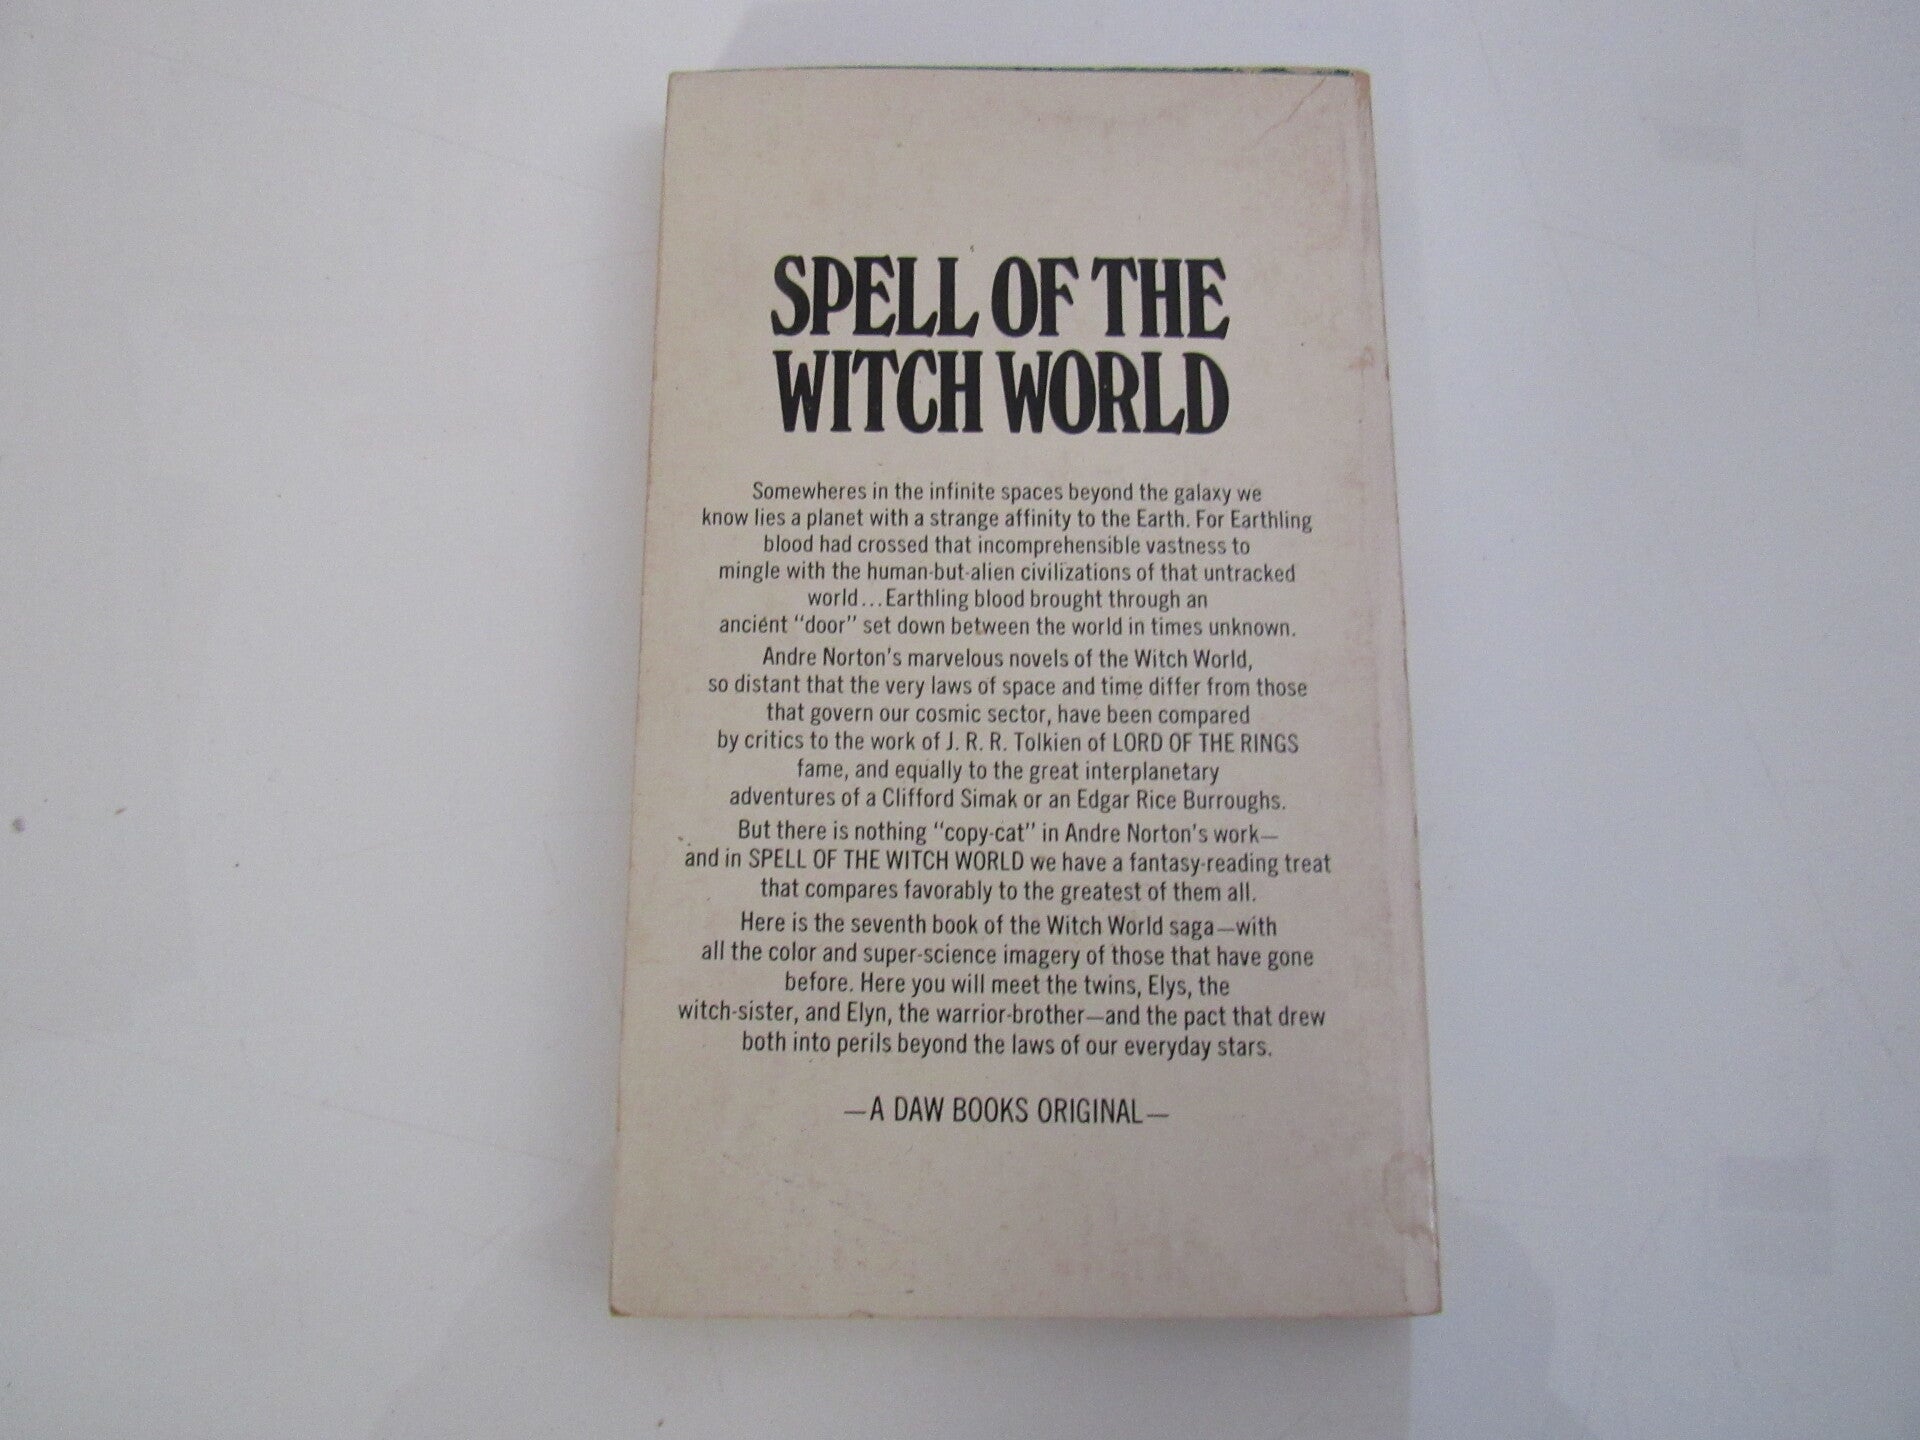 SPELL OF THE
WITCH WORLD
Somewheres in the infinite spaces beyond the galaxy we
know lies a planet with a strange affinity to the Earth. For Earthling
blood had crossed that incomprehensible vastness to
mingle with the human-but-alien civilizations of that untracked
world...Earthling blood brought through an
ancient "door" set down between the world in times unknown.
Andre Norton's marvelous novels of the Witch World,
so distant that the very laws of space and time differ from those
that govern our cosmic sector, have been compared
by critics to the work of J. R. R. Tolkien of LORD OF THE RINGS
fame, and equally to the great interplanetary
adventures of a Clifford Simak or an Edgar Rice Burroughs.
But there is nothing "copy-cat" in Andre Norton's work—
and in SPELL OF THE WITCH WORLD we have a fantasy-reading treat
that compares favorably to the greatest of them all.
Here is the seventh book of the Witch World saga—with
all the color and super-science imagery of those that have gone
before. Here you will meet the twins, Elys, the
witch-sister, and Elyn, the warrior-brother—and the pact that drew
both into perils beyond the laws of our everyday stars.
—A DAW BOOKS ORIGINAL—